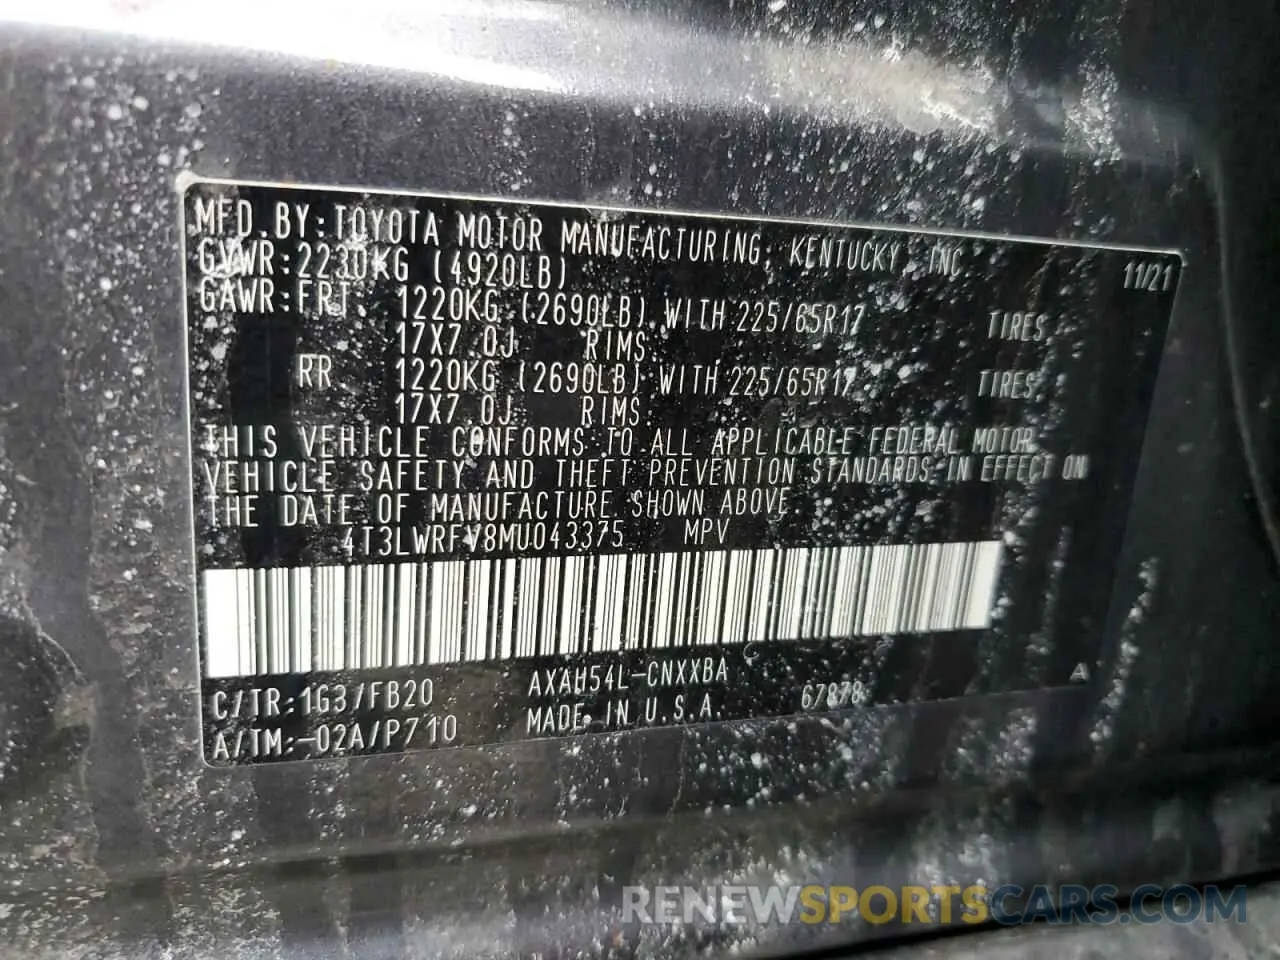 MFD.BY:TOYOTA MOTOR MANUFACTURING, KENTUCKY, INC
GVWR:2230KG (4920LB) 11/21
GAWR:FRT. 1220KG (2690LB) WITH 225/65R17 TIRES
17X7.0J RIMS.
RR 1220KG (2690LB) WITH 225/65R17 TIRES
17X7.0J RIMS.
THIS VEHICLE CONFORMS TO ALL APPLICABLE FEDERAL MOTOR
VEHICLE SAFETY AND THEFT PREVENTION STANDARDS IN EFFECT ON
THE DATE OF MANUFACTURE SHOWN ABOVE.
4T3LWRFV8MU043375 MPV
C/TR:1G3/FB20 AXAH54L-CNXXBA A
A/TM:-02A/P710 MADE IN U.S.A. 67878
RENEWSPORTSCARS.COM